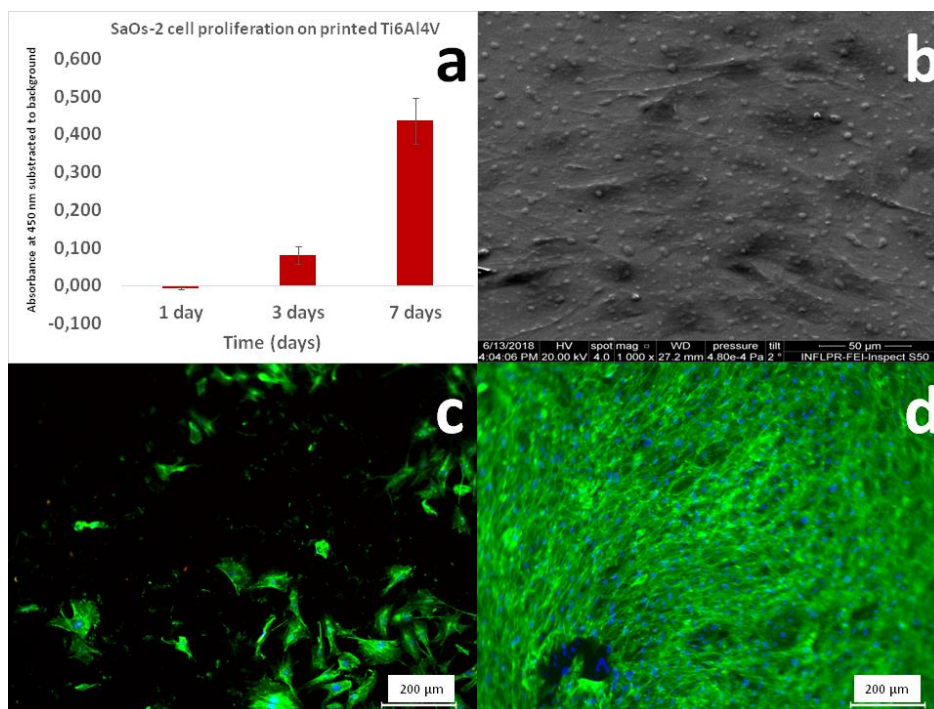 SaOs-2 cell proliferation on printed Ti6Al4V
a
Absorbance at 450 nm substracted to background
0,600
0,500
0,400
0,300
0,200
0,100
0,000
-0,100
1 day
3 days
7 days
Time (days)
b
6/13/2018 HV spot mag □ WD pressure tilt 50 µm
4:04:06 PM 20.00 kV 4.0 1 000 x 27.2 mm 4.80e-4 Pa 2 ° INFLPR-FEI-Inspect S50
c
200 µm
d
200 µm